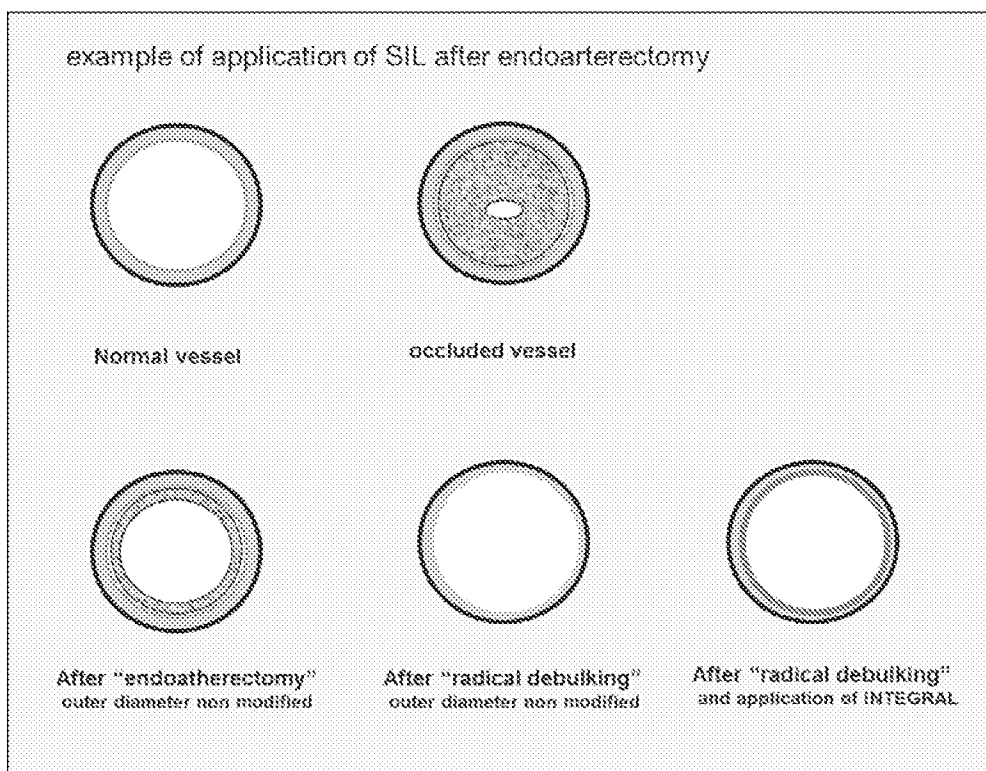 example of application of SIL after endoarterectomy
Normal vessel
occluded vessel
After "endoatherectomy"
outer diameter non modified
After "radical debulking"
outer diameter non modified
After "radical debulking"
and application of INTEGRAL